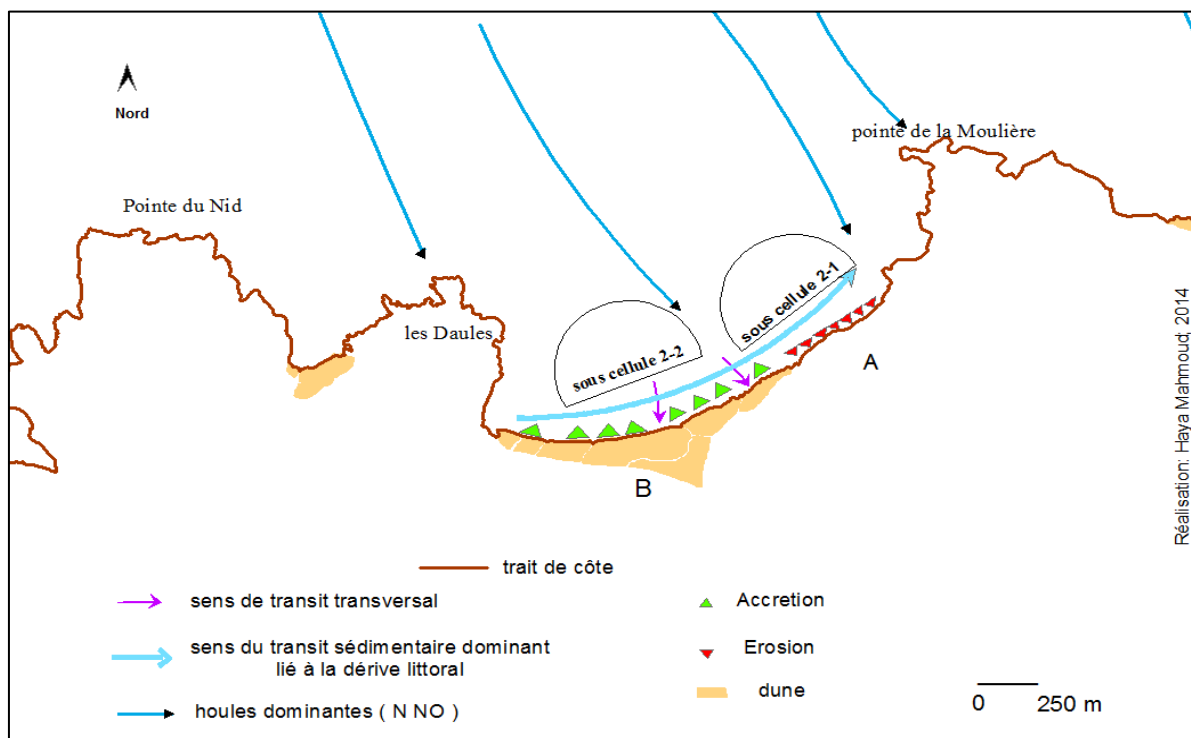 Nord
pointe de la Moulière
Pointe du Nid
les Daules
sous cellule 2-1
sous cellule 2-2
A
B
Réalisation: Haya Mahmoud; 2014
trait de côte
sens de transit transversal
Accretion
sens du transit sédimentaire dominant
lié à la dérive littoral
Erosion
dune
houles dominantes ( N NO )
0 250 m